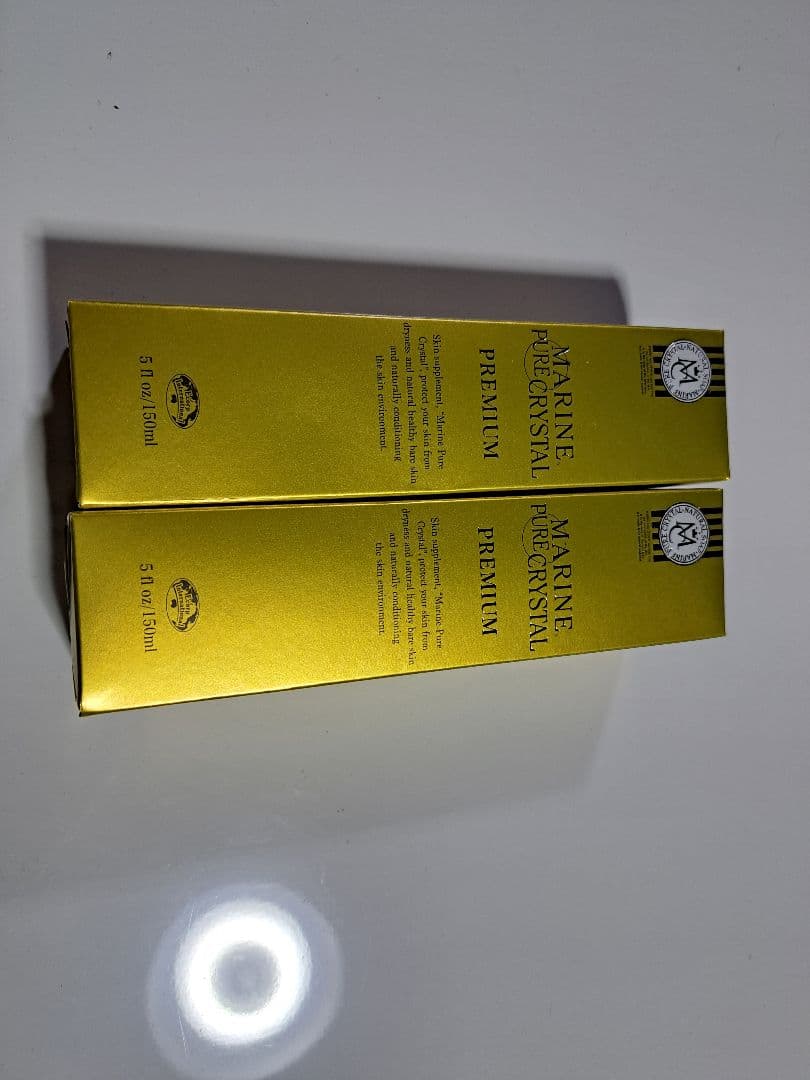 MARINE
PURE CRYSTAL
PREMIUM
Skin supplement, "Marine Pure
Crystal", protect your skin from
dryness and natural healthy bare skin
and naturally conditioning
the skin environment.
5 fl oz/150ml
MARINE
PURE CRYSTAL
PREMIUM
Skin supplement, "Marine Pure
Crystal", protect your skin from
dryness and natural healthy bare skin
and naturally conditioning
the skin environment.
5 fl oz/150ml